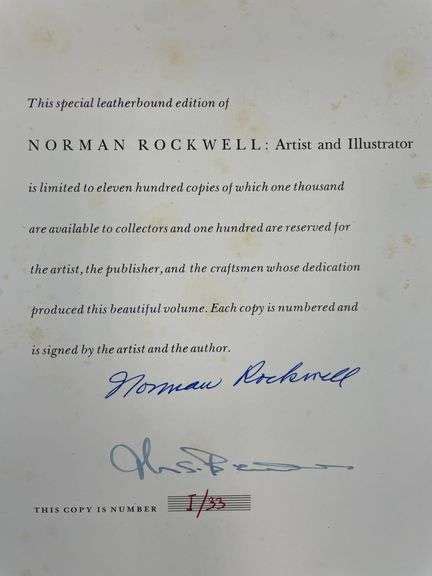 This special leatherbound edition of
NORMAN ROCKWELL: Artist and Illustrator
is limited to eleven hundred copies of which one thousand
are available to collectors and one hundred are reserved for
the artist, the publisher, and the craftsmen whose dedication
produced this beautiful volume. Each copy is numbered and
is signed by the artist and the author.
Norman Rockwell
THIS COPY IS NUMBER I/33